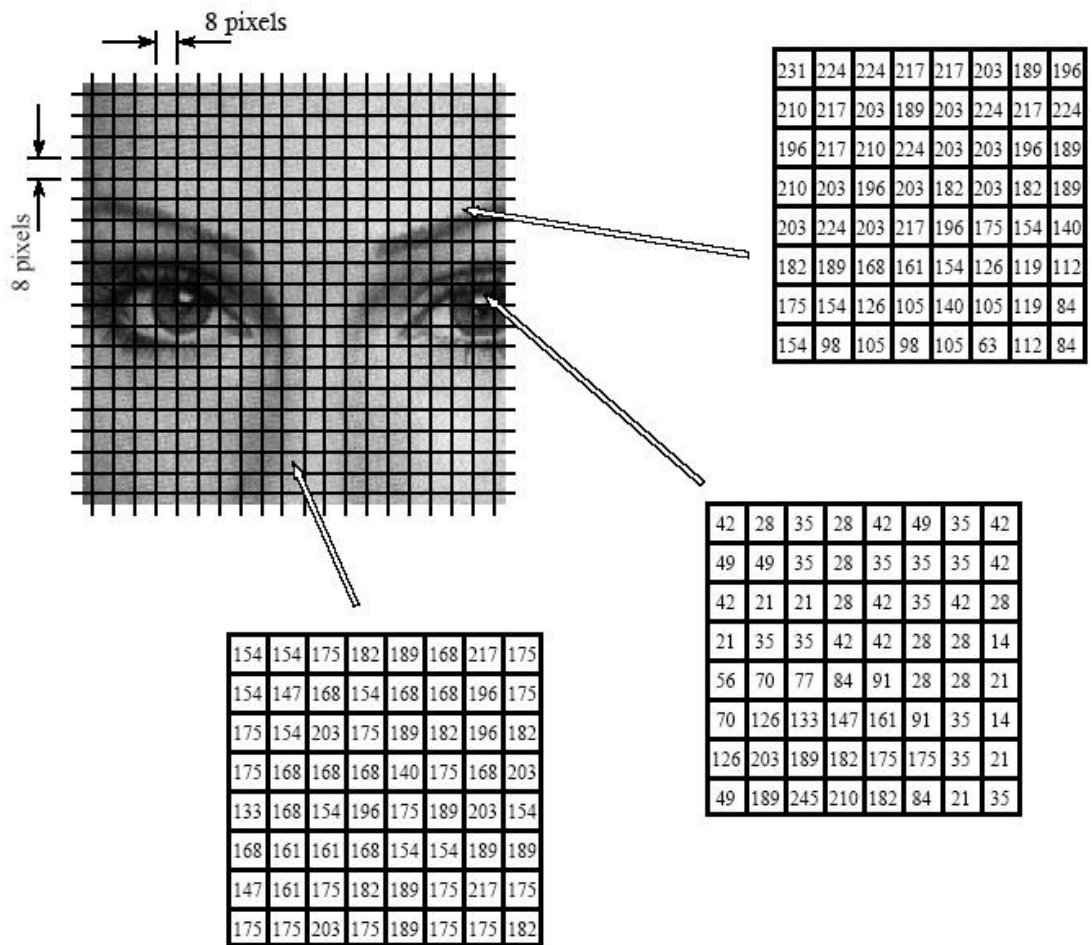 8 pixels
8 pixels
231 224 224 217 217 203 189 196
210 217 203 189 203 224 217 224
196 217 210 224 203 203 196 189
210 203 196 203 182 203 182 189
203 224 203 217 196 175 154 140
182 189 168 161 154 126 119 112
175 154 126 105 140 105 119 84
154 98 105 98 105 63 112 84
42 28 35 28 42 49 35 42
49 49 35 28 35 35 35 42
42 21 21 28 42 35 42 28
21 35 35 42 42 28 28 14
56 70 77 84 91 28 28 21
70 126 133 147 161 91 35 14
126 203 189 182 175 175 35 21
49 189 245 210 182 84 21 35
154 154 175 182 189 168 217 175
154 147 168 154 168 168 196 175
175 154 203 175 189 182 196 182
175 168 168 168 140 175 168 203
133 168 154 196 175 189 203 154
168 161 161 168 154 154 189 189
147 161 175 182 189 175 217 175
175 175 203 175 189 175 175 182